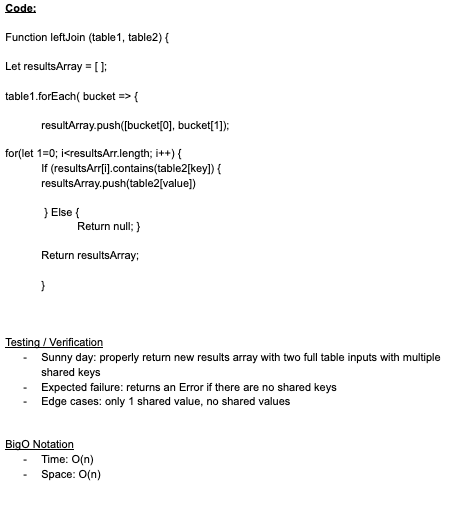 Code:
Function leftJoin (table1, table2) {
Let resultsArray = [ ];
table1.forEach( bucket => {
resultArray.push([bucket[0], bucket[1]);
for(let 1=0; i<resultsArr.length; i++) {
If (resultsArr[i].contains(table2[key]) {
resultsArray.push(table2[value])
} Else {
Return null; }
Return resultsArray;
}
Testing / Verification
- Sunny day: properly return new results array with two full table inputs with multiple
shared keys
- Expected failure: returns an Error if there are no shared keys
- Edge cases: only 1 shared value, no shared values
BigO Notation
- Time: O(n)
- Space: O(n)